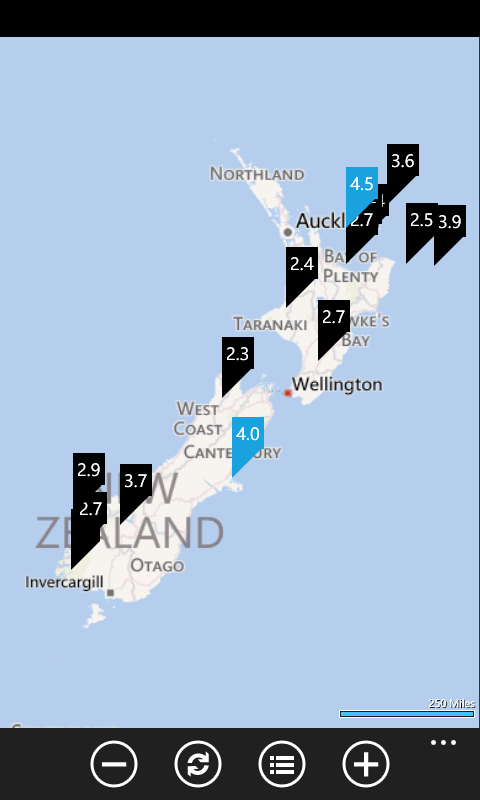 3.6
NORTHLAND
4.5
2.7
2.5
3.9
Auckl
BAY OF
PLENTY
2.4
2.7
TARANAKI
WKE'S
BAY
2.3
Wellington
WEST
COAST
4.0
CANTERBURY
2.9
3.7
NEW
ZEALAND
2.7
OTAGO
Invercargill
250 Miles